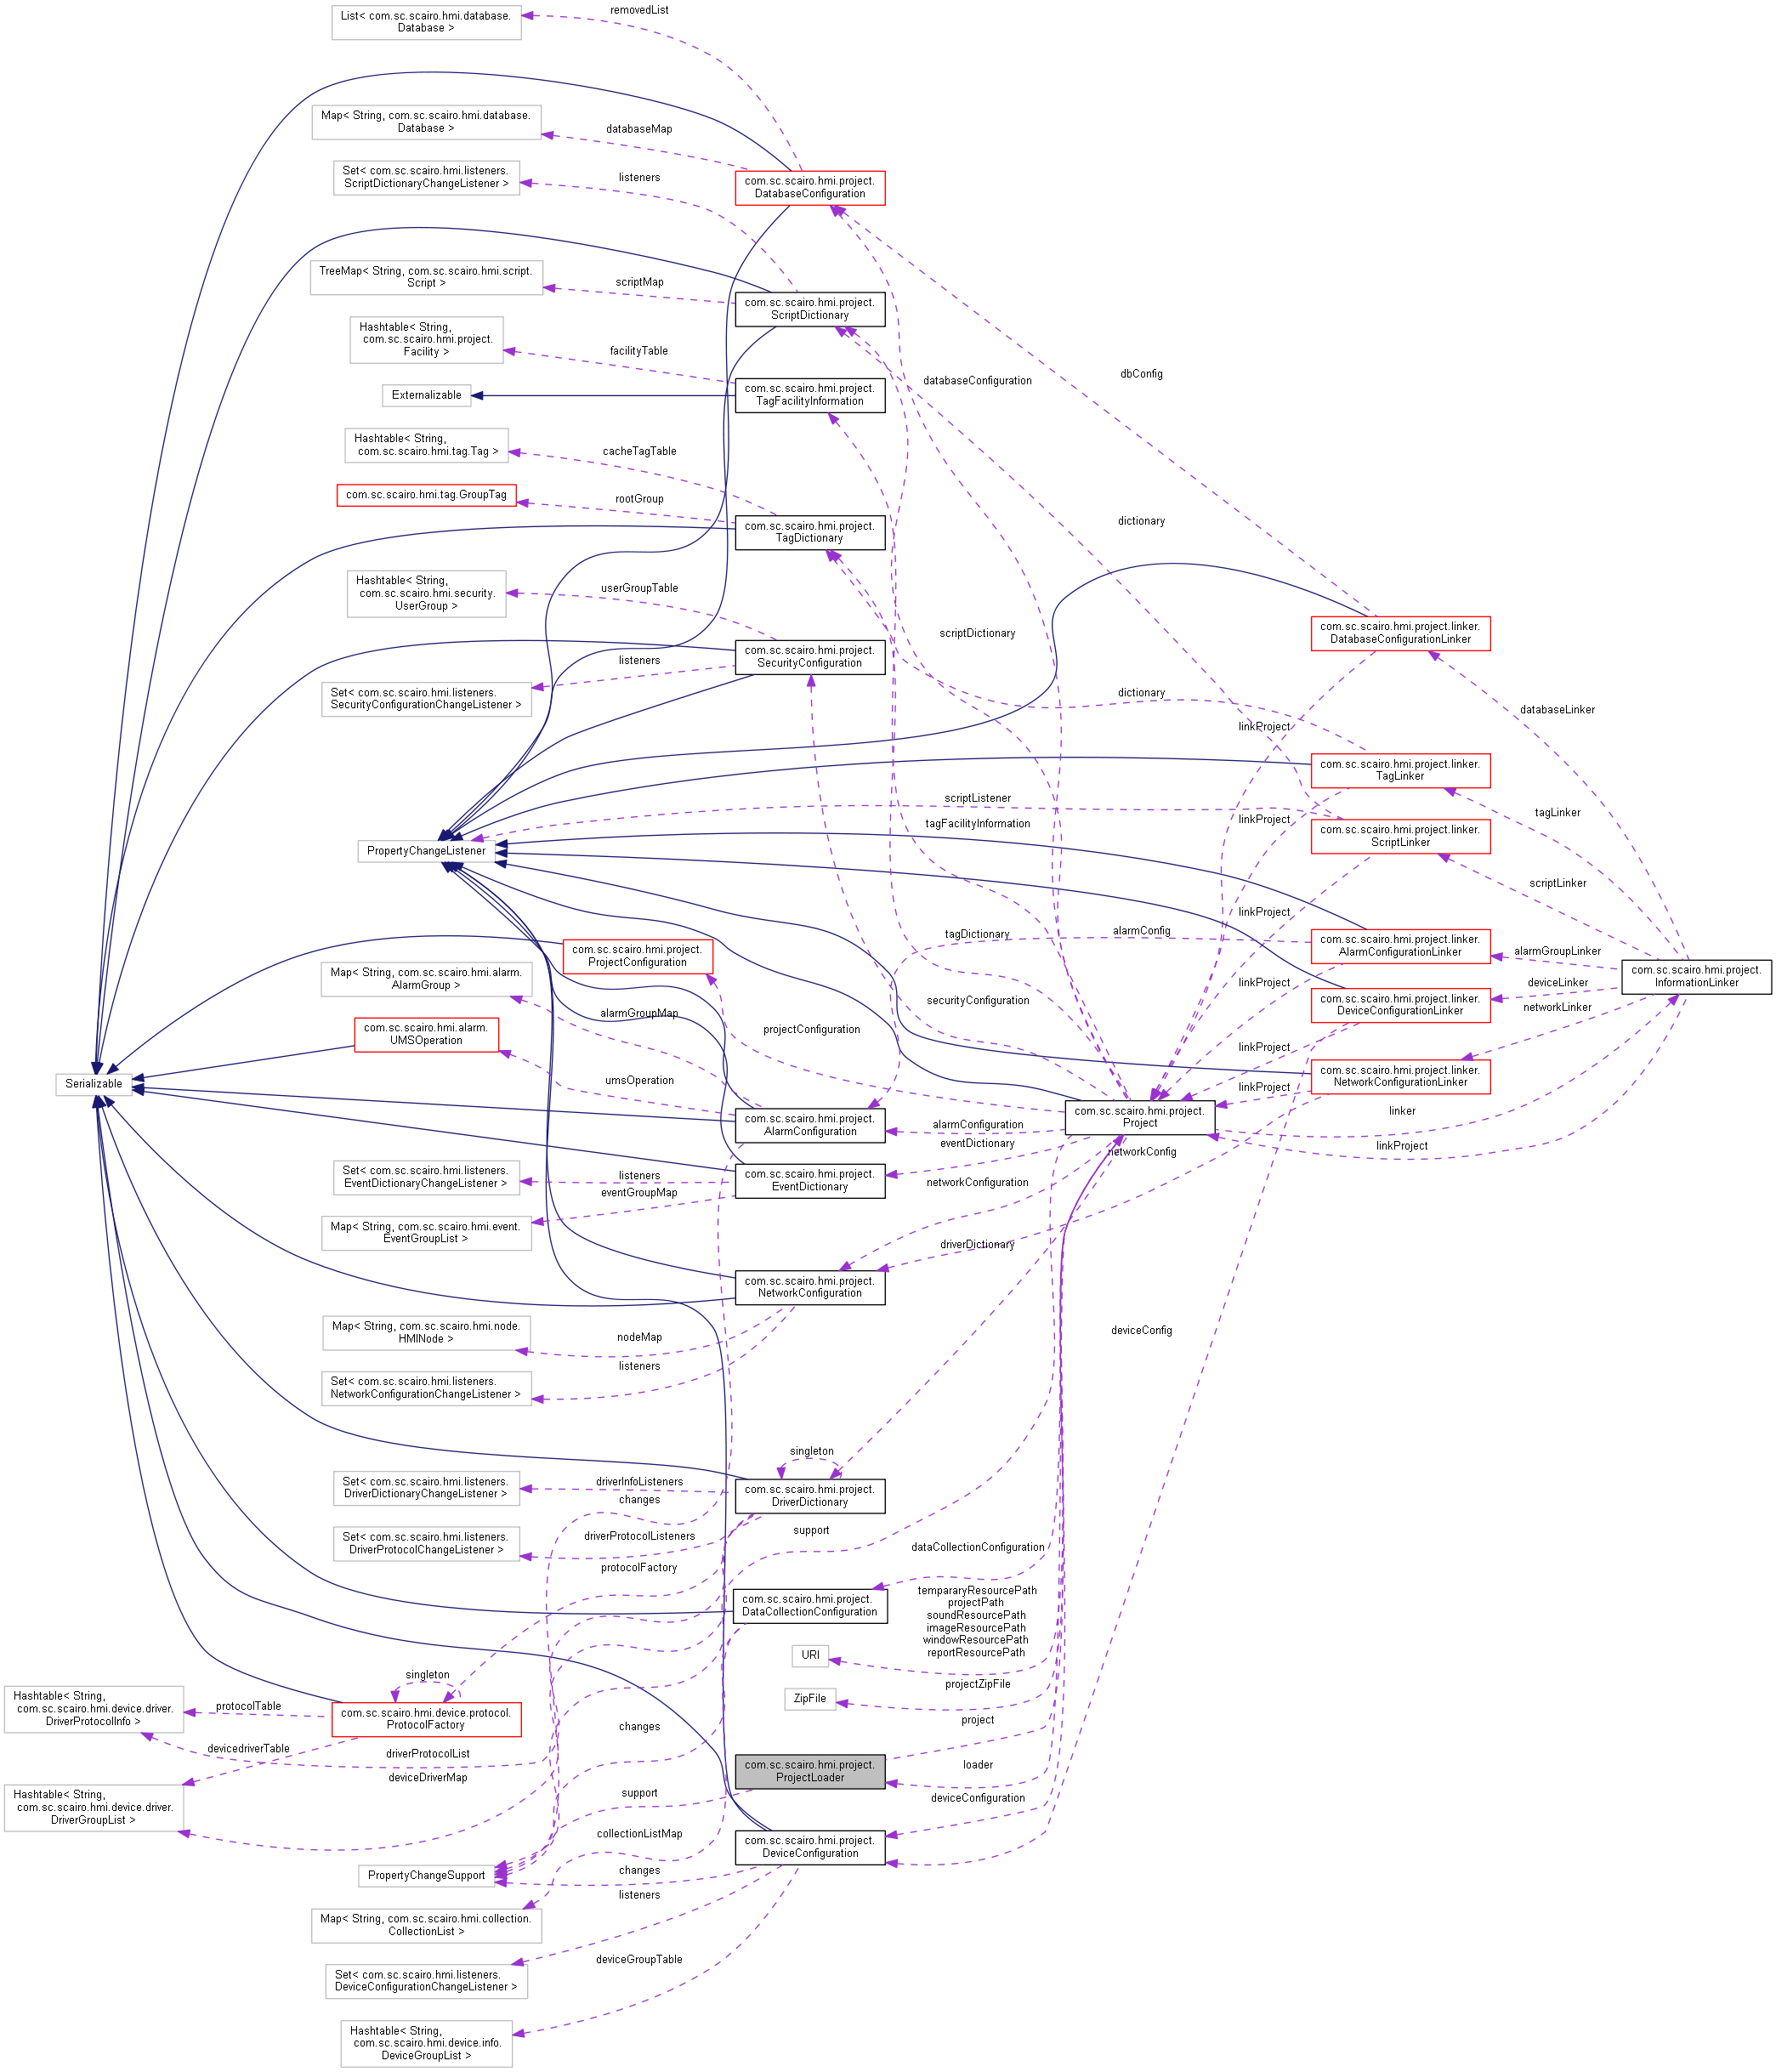 List< com.sc.scairo.hmi.database.
Database >
removedList
Map< String, com.sc.scairo.hmi.database.
Database >
databaseMap
Set< com.sc.scairo.hmi.listeners.
ScriptDictionaryChangeListener >
listeners
com.sc.scairo.hmi.project.
DatabaseConfiguration
TreeMap< String, com.sc.scairo.hmi.script.
Script >
scriptMap
com.sc.scairo.hmi.project.
ScriptDictionary
Hashtable< String,
com.sc.scairo.hmi.project.
Facility >
facilityTable
Externalizable
com.sc.scairo.hmi.project.
TagFacilityInformation
databaseConfiguration
dbConfig
Hashtable< String,
com.sc.scairo.hmi.tag.Tag >
cacheTagTable
com.sc.scairo.hmi.tag.GroupTag
rootGroup
com.sc.scairo.hmi.project.
TagDictionary
dictionary
Hashtable< String,
com.sc.scairo.hmi.security.
UserGroup >
userGroupTable
com.sc.scairo.hmi.project.
SecurityConfiguration
scriptDictionary
com.sc.scairo.hmi.project.linker.
DatabaseConfigurationLinker
Set< com.sc.scairo.hmi.listeners.
SecurityConfigurationChangeListener >
listeners
dictionary
linkProject
databaseLinker
com.sc.scairo.hmi.project.linker.
TagLinker
scriptListener
tagFacilityInformation
linkProject
tagLinker
com.sc.scairo.hmi.project.linker.
ScriptLinker
PropertyChangeListener
scriptLinker
linkProject
tagDictionary
alarmConfig
com.sc.scairo.hmi.project.linker.
AlarmConfigurationLinker
alarmGroupLinker
com.sc.scairo.hmi.project.
ProjectConfiguration
Map< String, com.sc.scairo.hmi.alarm.
AlarmGroup >
alarmGroupMap
com.sc.scairo.hmi.project.
InformationLinker
linkProject
deviceLinker
com.sc.scairo.hmi.project.linker.
DeviceConfigurationLinker
networkLinker
securityConfiguration
projectConfiguration
com.sc.scairo.hmi.alarm.
UMSOperation
linkProject
com.sc.scairo.hmi.project.linker.
NetworkConfigurationLinker
Serializable
umsOperation
linkProject
linker
com.sc.scairo.hmi.project.
AlarmConfiguration
alarmConfiguration
com.sc.scairo.hmi.project.
Project
eventDictionary
networkConfig
linkProject
Set< com.sc.scairo.hmi.listeners.
EventDictionaryChangeListener >
listeners
com.sc.scairo.hmi.project.
EventDictionary
eventGroupMap
networkConfiguration
Map< String, com.sc.scairo.hmi.event.
EventGroupList >
driverDictionary
com.sc.scairo.hmi.project.
NetworkConfiguration
Map< String, com.sc.scairo.hmi.node.
HMINode >
nodeMap
deviceConfig
Set< com.sc.scairo.hmi.listeners.
NetworkConfigurationChangeListener >
listeners
singleton
Set< com.sc.scairo.hmi.listeners.
DriverDictionaryChangeListener >
driverInfoListeners
changes
com.sc.scairo.hmi.project.
DriverDictionary
Set< com.sc.scairo.hmi.listeners.
DriverProtocolChangeListener >
driverProtocolListeners
support
dataCollectionConfiguration
protocolFactory
com.sc.scairo.hmi.project.
DataCollectionConfiguration
tempararyResourcePath
projectPath
soundResourcePath
imageResourcePath
windowResourcePath
reportResourcePath
URI
singleton
projectZipFile
ZipFile
Hashtable< String,
com.sc.scairo.hmi.device.driver.
DriverProtocolInfo >
protocolTable
com.sc.scairo.hmi.device.protocol.
ProtocolFactory
project
changes
devicedriverTable
driverProtocolList
com.sc.scairo.hmi.project.
ProjectLoader
loader
deviceDriverMap
support
deviceConfiguration
Hashtable< String,
com.sc.scairo.hmi.device.driver.
DriverGroupList >
collectionListMap
com.sc.scairo.hmi.project.
DeviceConfiguration
PropertyChangeSupport
changes
listeners
Map< String, com.sc.scairo.hmi.collection.
CollectionList >
deviceGroupTable
Set< com.sc.scairo.hmi.listeners.
DeviceConfigurationChangeListener >
Hashtable< String,
com.sc.scairo.hmi.device.info.
DeviceGroupList >